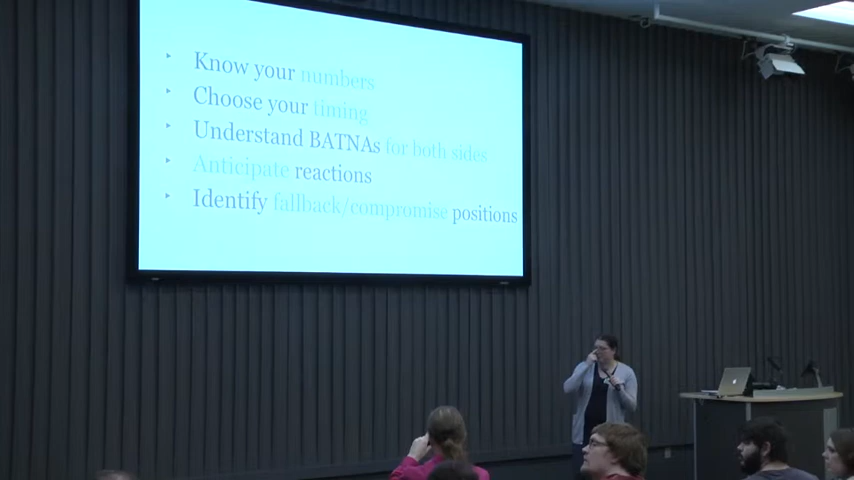 Know your numbers
Choose your timing
Understand BATNAs for both sides
Anticipate reactions
Identify fallback/compromise positions